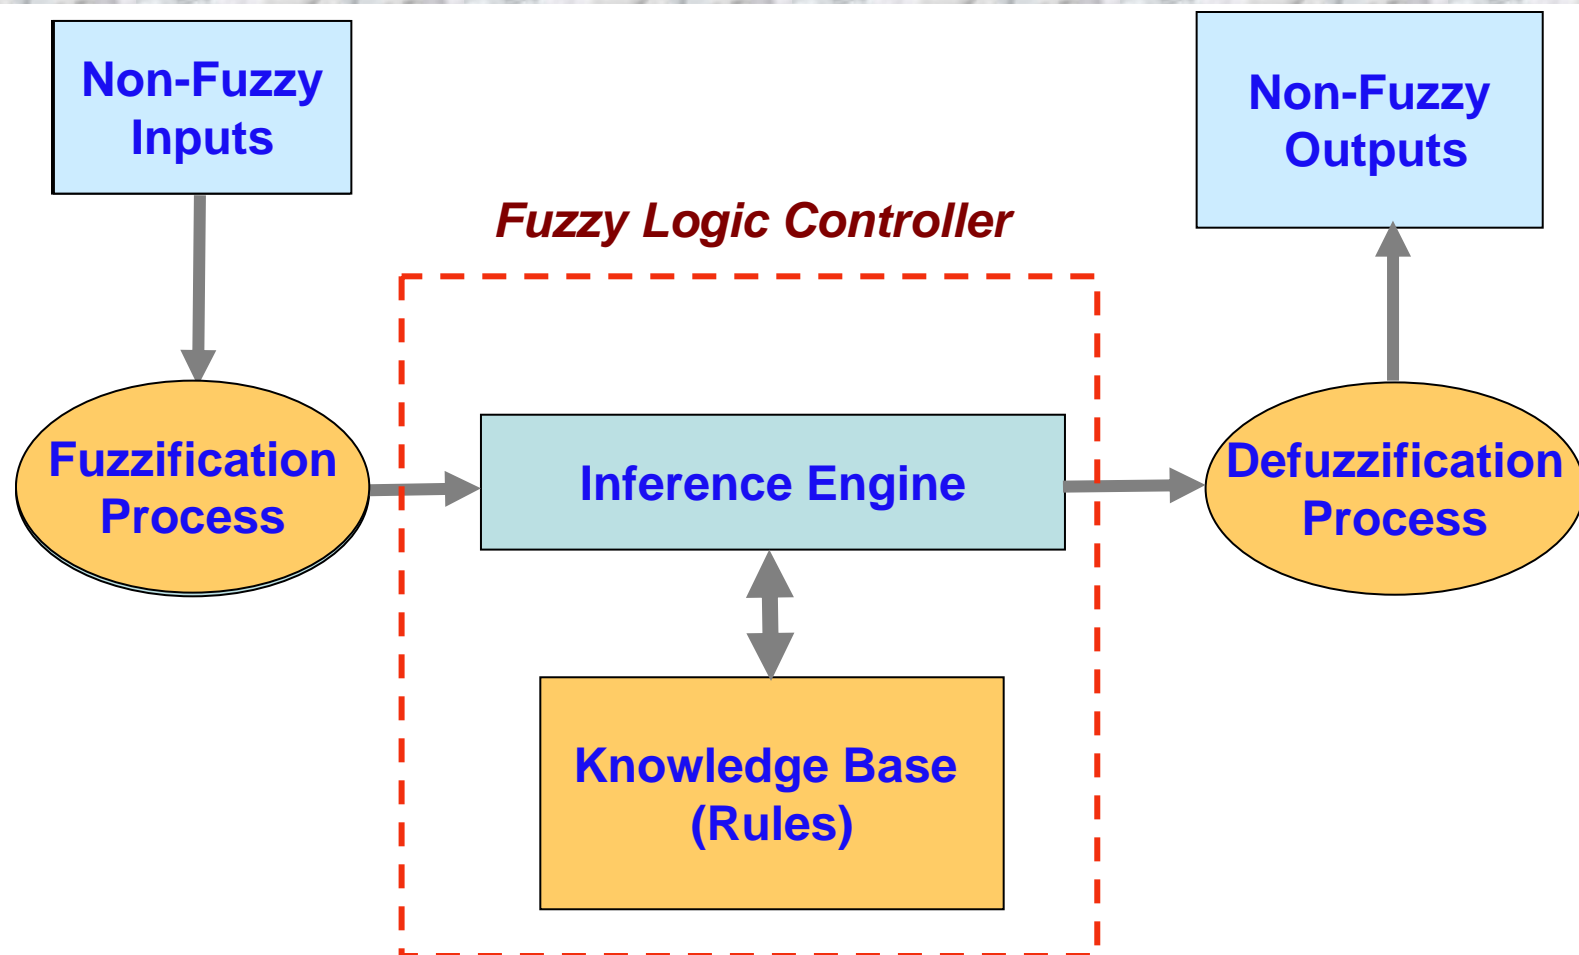 Non-Fuzzy
Inputs
Non-Fuzzy
Outputs
Fuzzy Logic Controller
Fuzzification
Process
Inference Engine
Defuzzification
Process
Knowledge Base
(Rules)